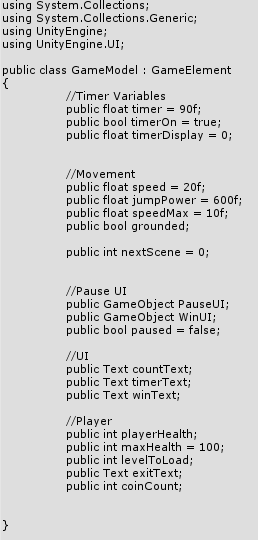 using System.Collections;
using System.Collections.Generic;
using UnityEngine;
using UnityEngine.UI;
public class GameModel : GameElement
{
//Timer Variables
public float timer = 90f;
public bool timerOn = true;
public float timerDisplay = 0;
//Movement
public float speed = 20f;
public float jumpPower = 600f;
public float speedMax = 10f;
public bool grounded;
public int nextScene = 0;
//Pause UI
public GameObject PauseUI;
public GameObject WinUI;
public bool paused = false;
//UI
public Text countText;
public Text timerText;
public Text winText;
//Player
public int playerHealth;
public int maxHealth = 100;
public int levelToLoad;
public Text exitText;
public int coinCount;
}